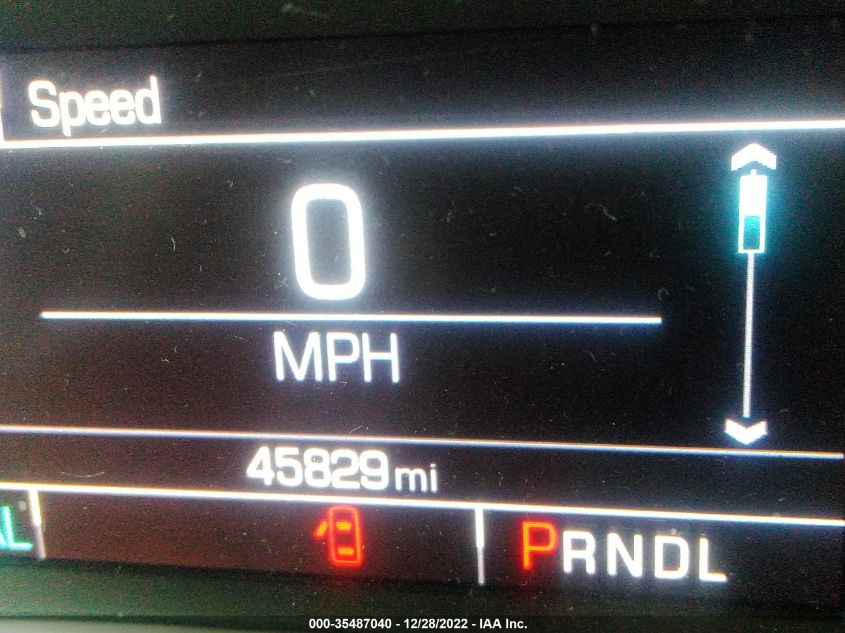 Speed
0
MPH
45829 mi
PRNDL
000-35487040 - 12/28/2022 - IAA Inc.